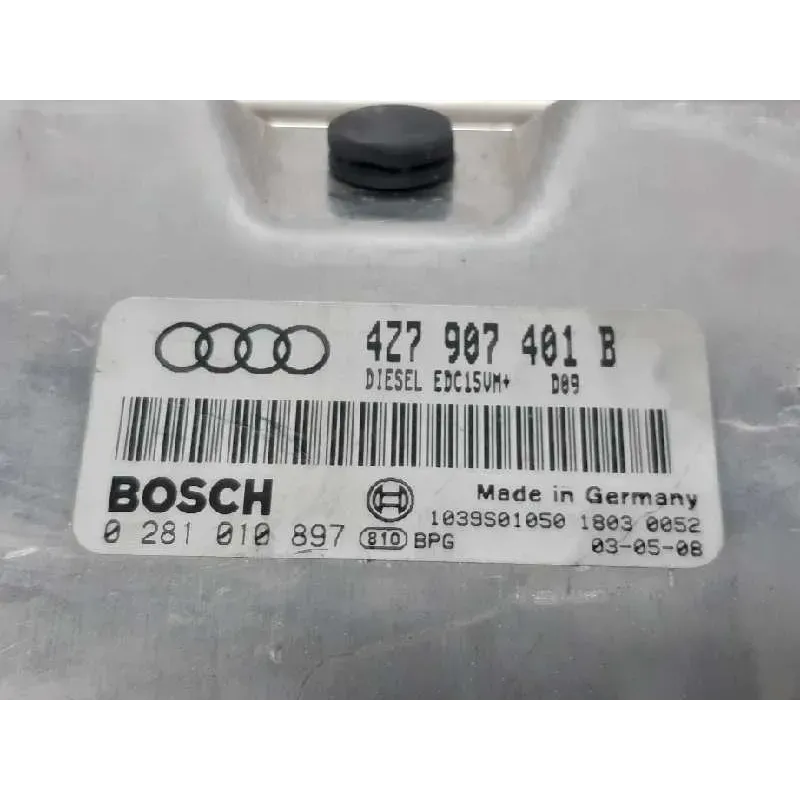 4Z7 907 401 B
DIESEL EDC15VM+ D09
BOSCH
Made in Germany
0 281 010 897
810 BPG
1039S01050 1803 0052
03-05-08